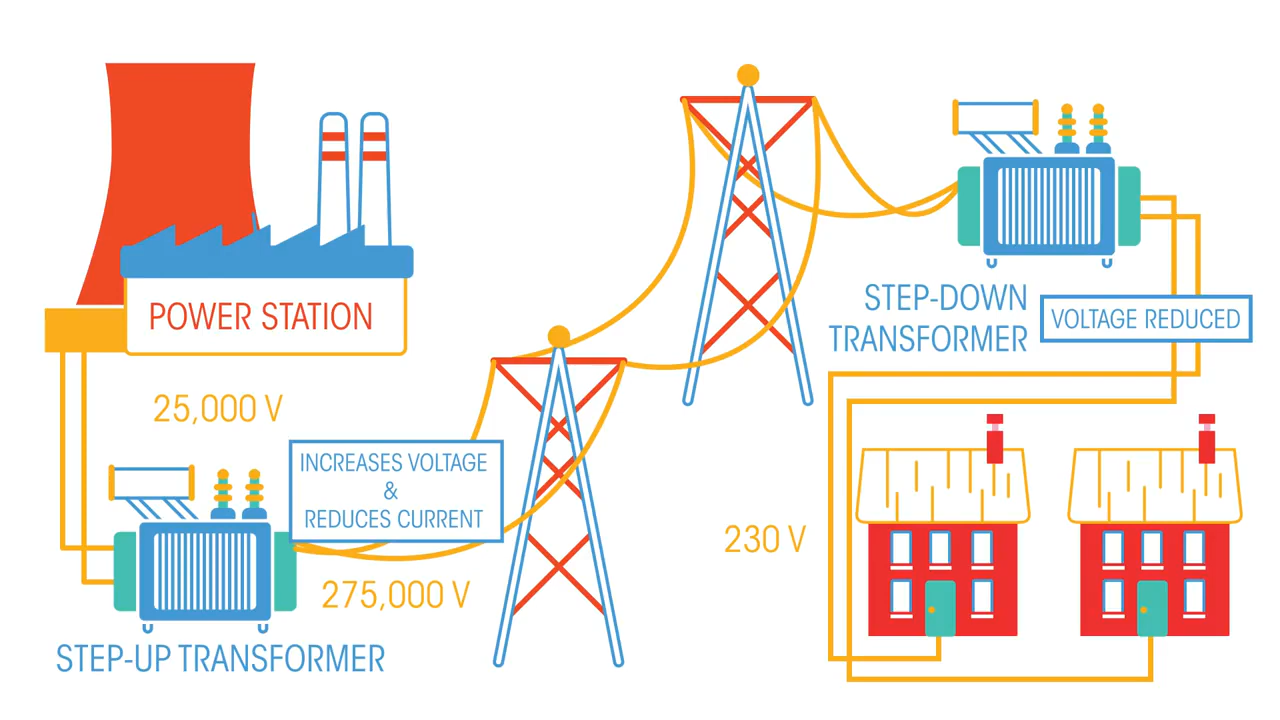 POWER STATION
25,000 V
INCREASES VOLTAGE
&
REDUCES CURRENT
275,000 V
STEP-UP TRANSFORMER
STEP-DOWN
TRANSFORMER
VOLTAGE REDUCED
230 V